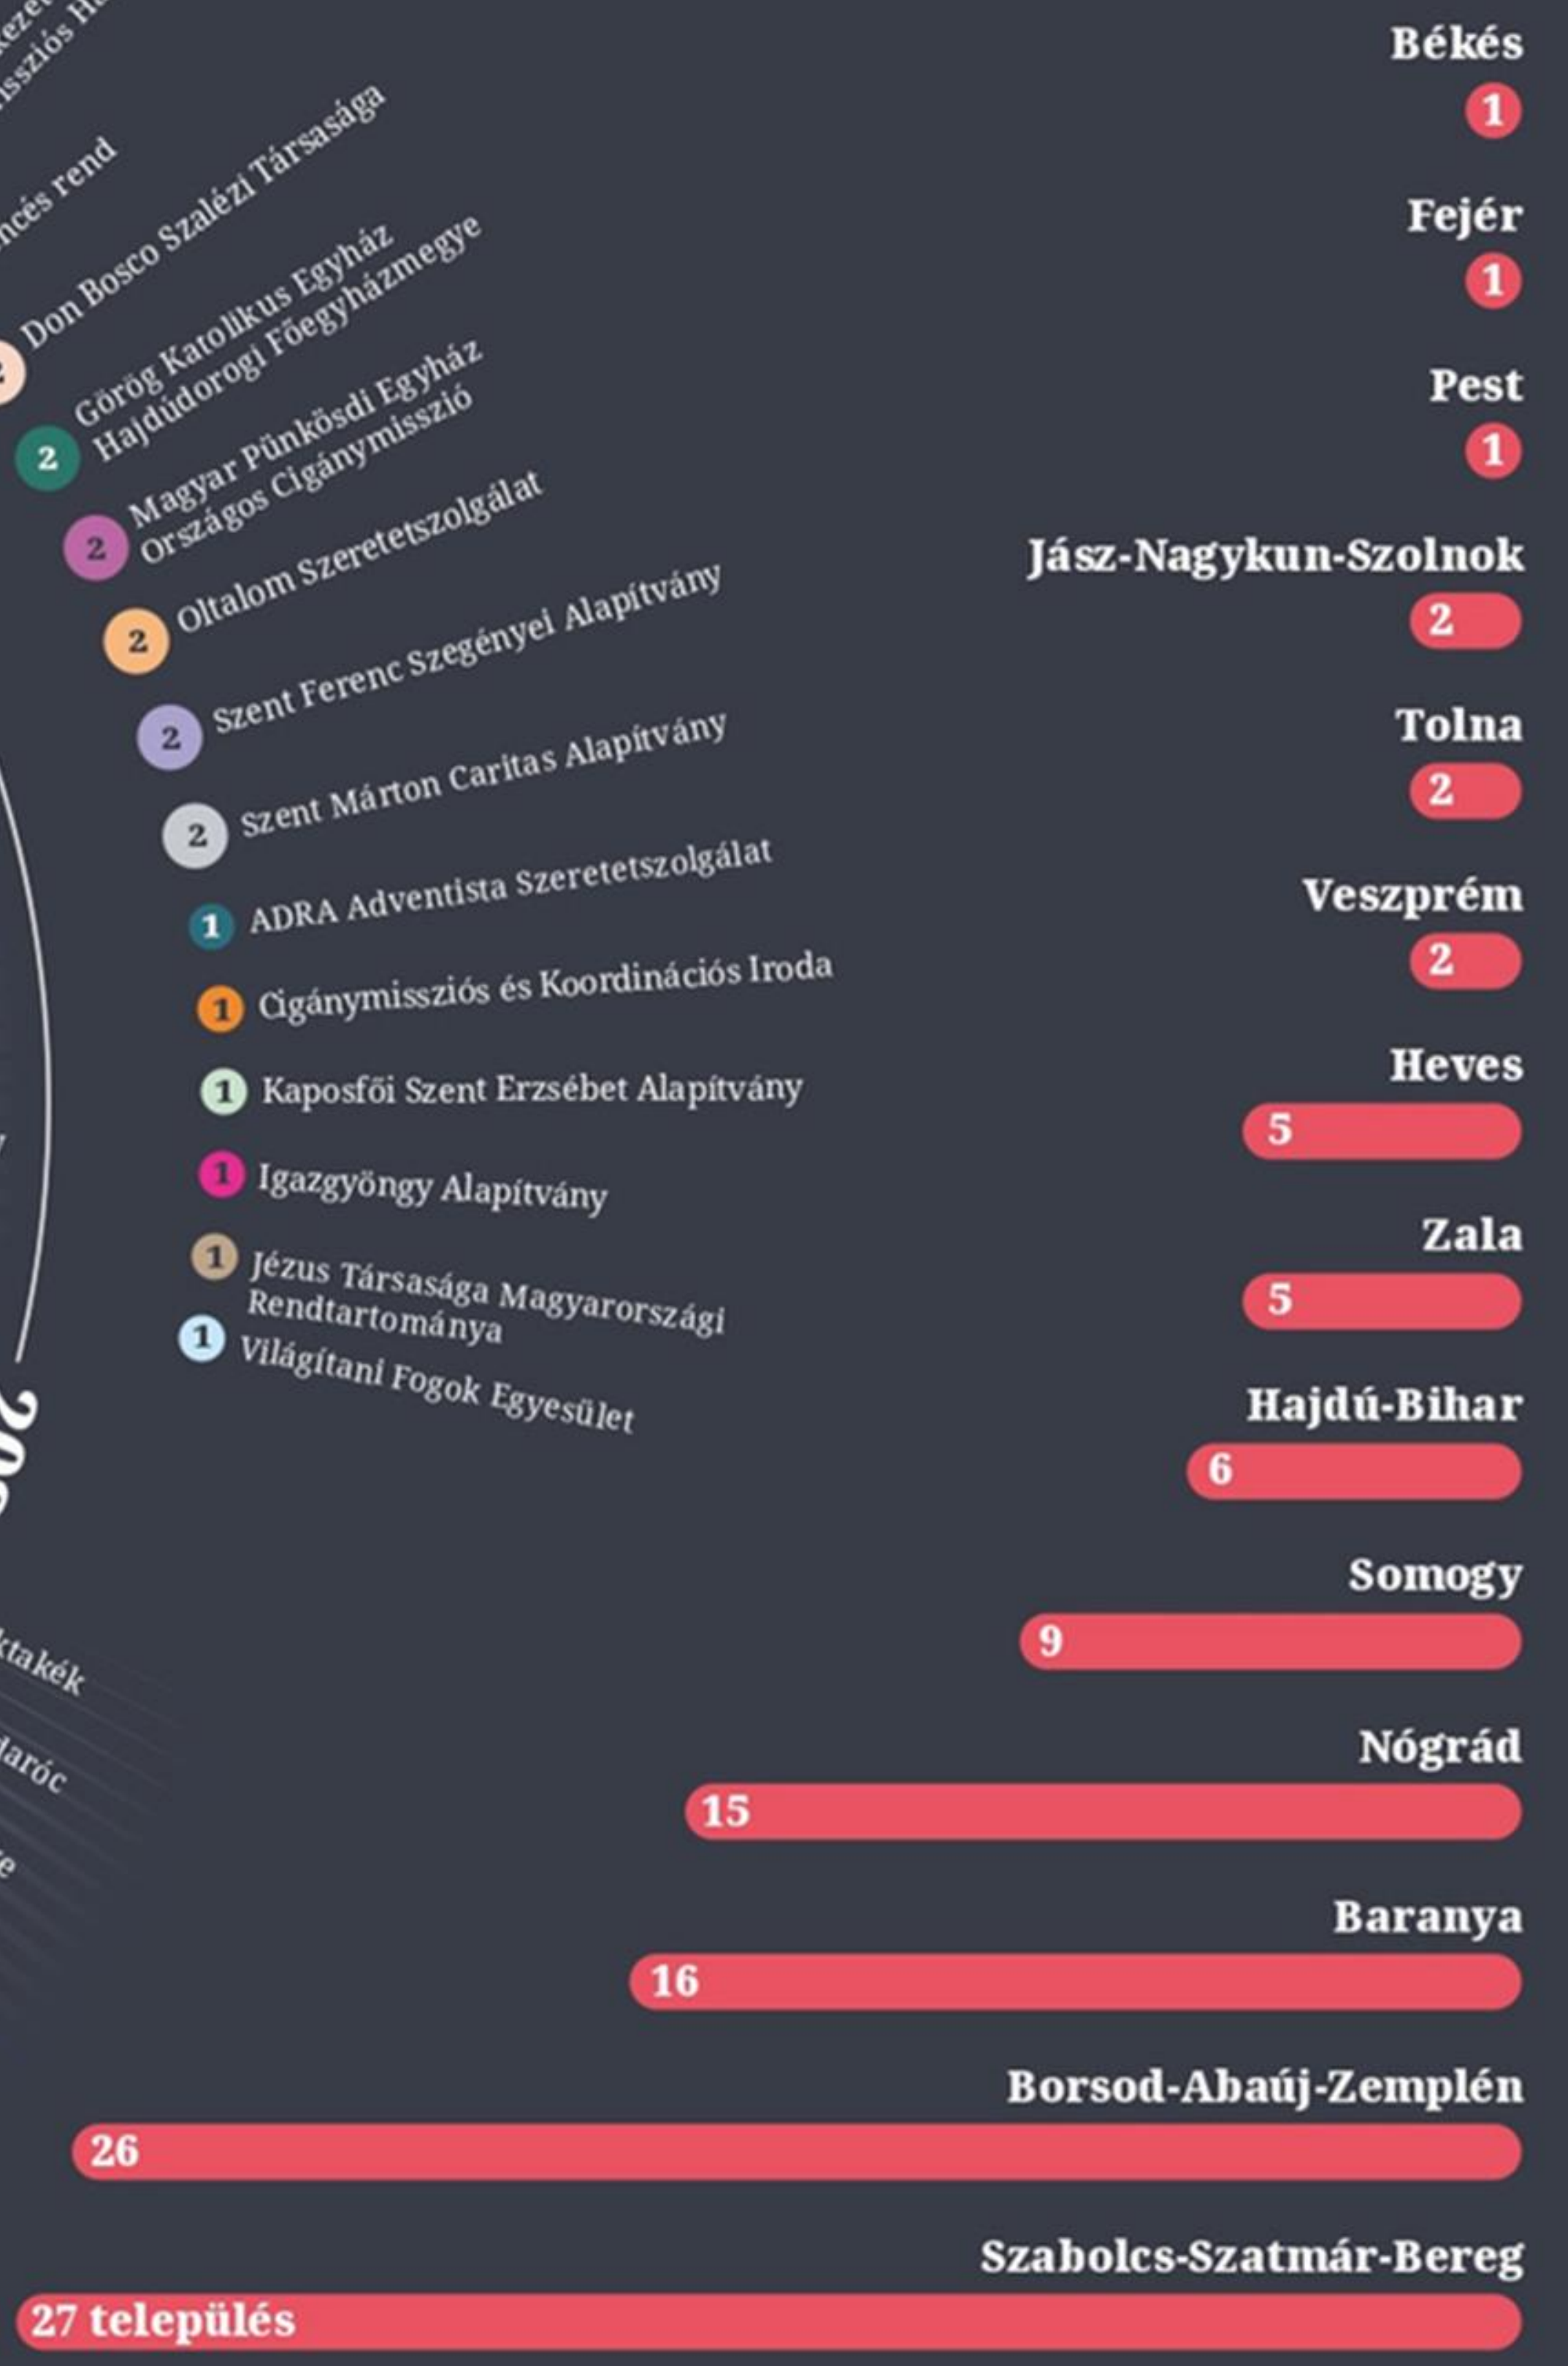 rend
Don Bosco Szalézi Társasága
2
Görög Katolikus Egyház
Hajdúdorogi Főegyházmegye
2
Magyar Pünkösdi Egyház
Országos Cigánymisszió
2
Oltalom Szeretetszolgálat
2
Szent Ferenc Szegényei Alapítvány
2
Szent Márton Caritas Alapítvány
1
ADRA Adventista Szeretetszolgálat
1
Cigánymissziós és Koordinációs Iroda
1
Kaposfői Szent Erzsébet Alapítvány
1
Igazgyöngy Alapítvány
1
Jézus Társasága Magyarországi
Rendtartománya
1
Világítani Fogok Egyesület
Békés
1
Fejér
1
Pest
1
Jász-Nagykun-Szolnok
2
Tolna
2
Veszprém
2
Heves
5
Zala
5
Hajdú-Bihar
6
Somogy
9
Nógrád
15
Baranya
16
Borsod-Abaúj-Zemplén
26
Szabolcs-Szatmár-Bereg
27 település